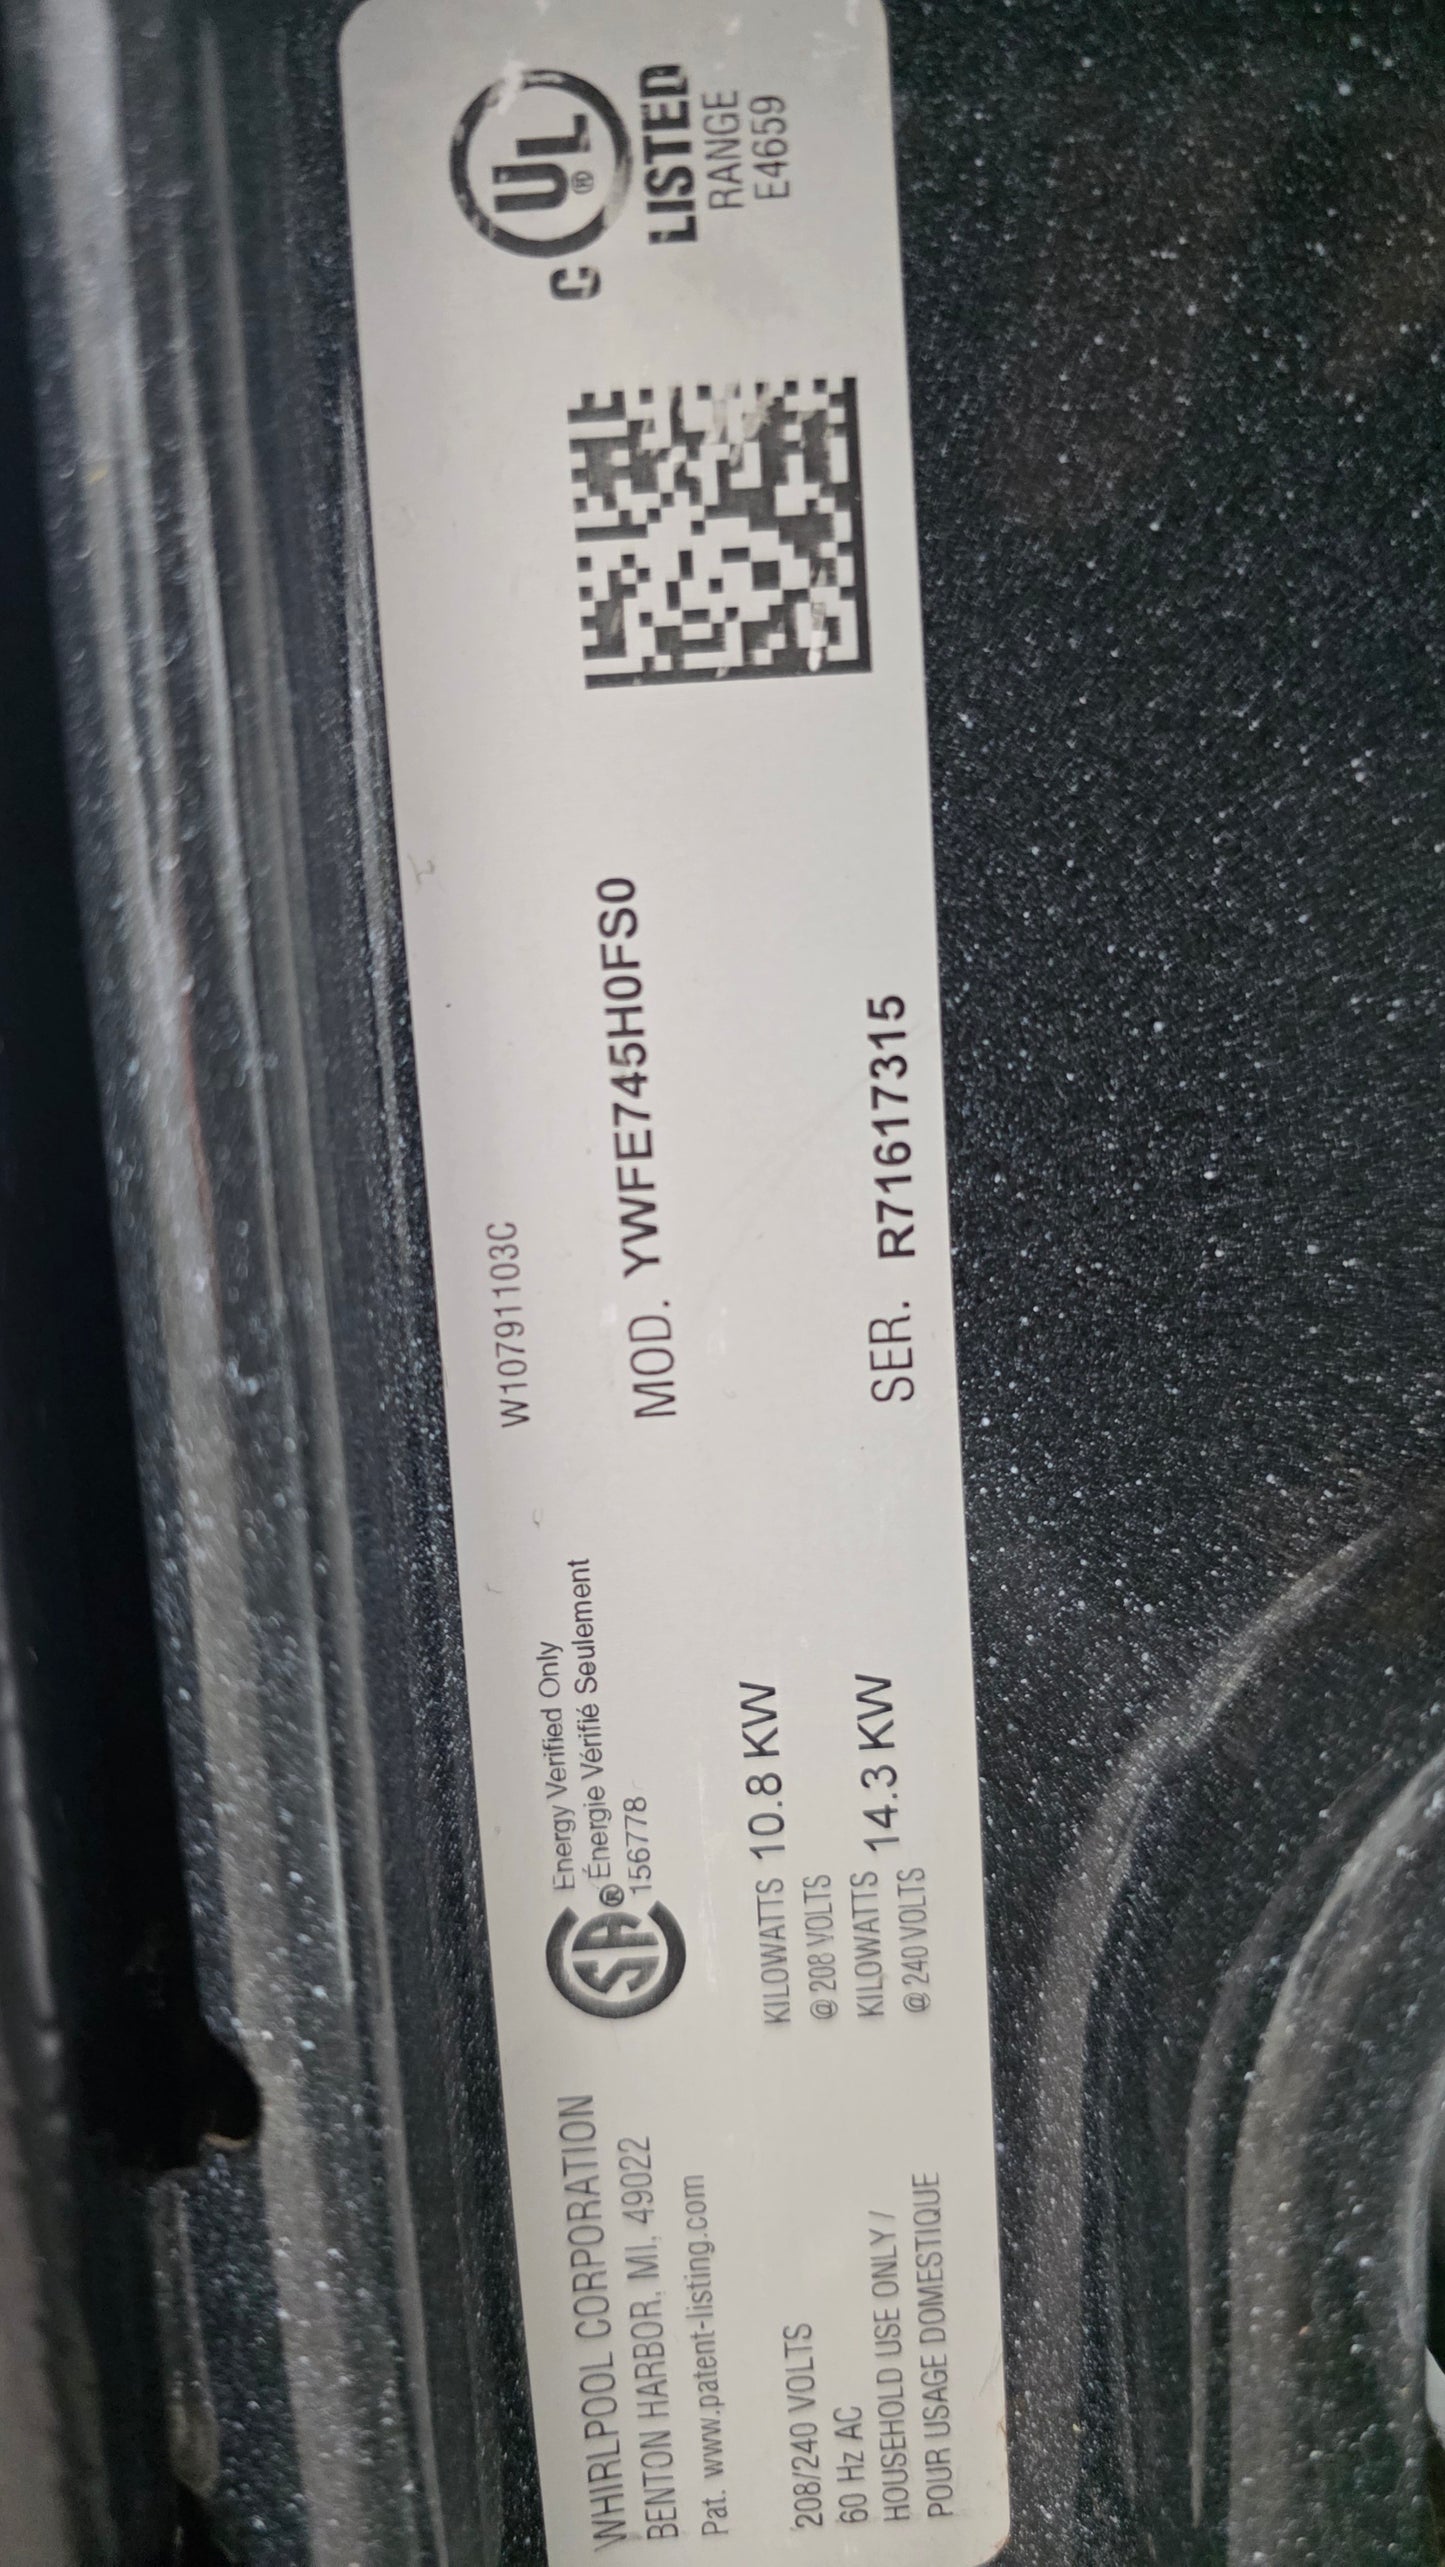 WHIRLPOOL CORPORATION
BENTON HARBOR, MI, 49022
Pat. www.patent-listing.com
208/240 VOLTS
60 Hz AC
HOUSEHOLD USE ONLY /
POUR USAGE DOMESTIQUE
SA®
Energy Verified Only
Énergie Vérifié Seulement
156778
KILOWATTS 10.8 KW
@ 208 VOLTS
KILOWATTS 14.3 KW
@ 240 VOLTS
W10791103C
MOD. YWFE745H0FS0
SER. R71617315
C UL®
LISTED
RANGE
E4659